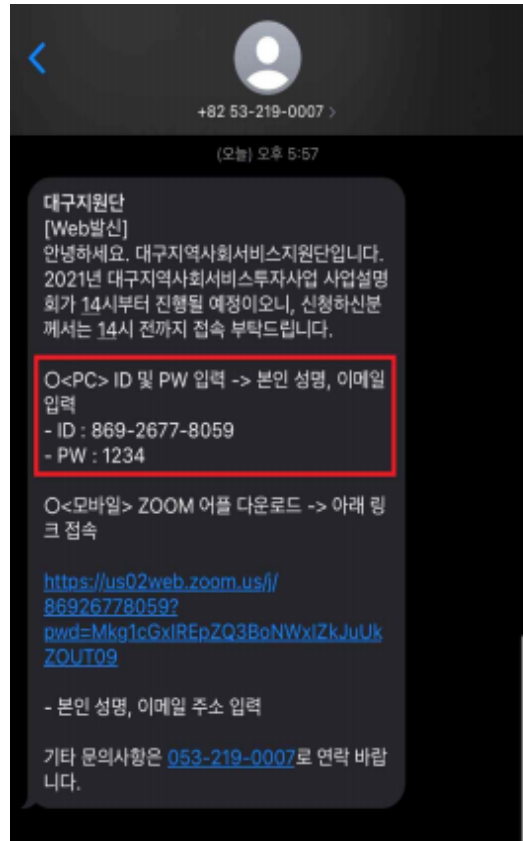 +82 53-219-0007 >
(오늘) 오후 5:57
대구지원단
[Web발신]
안녕하세요. 대구지역사회서비스지원단입니다.
2021년 대구지역사회서비스투자사업 사업설명
회가 14시부터 진행될 예정이오니, 신청하신분
께서는 14시 전까지 접속 부탁드립니다.
○<PC> ID 및 PW 입력 -> 본인 성명, 이메일
입력
- ID : 869-2677-8059
- PW : 1234
○<모바일> ZOOM 어플 다운로드 -> 아래 링
크 접속
https://us02web.zoom.us/j/
86926778059?
pwd=Mkg1cGxIREpZQ3BoNWxIZkJuUk
ZOUT09
- 본인 성명, 이메일 주소 입력
기타 문의사항은 053-219-0007로 연락 바랍
니다.